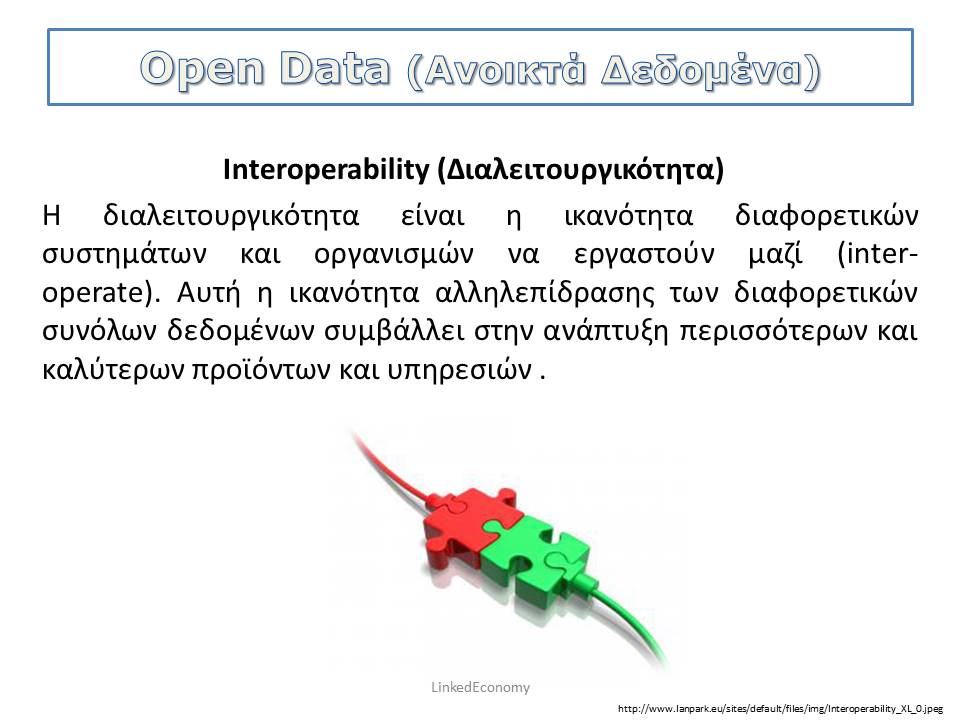 Open Data (Ανοικτά Δεδομένα)
Interoperability (Διαλειτουργικότητα)
Η διαλειτουργικότητα είναι η ικανότητα διαφορετικών
συστημάτων και οργανισμών να εργαστούν μαζί (inter-
operate). Αυτή η ικανότητα αλληλεπίδρασης των διαφορετικών
συνόλων δεδομένων συμβάλλει στην ανάπτυξη περισσότερων και
καλύτερων προϊόντων και υπηρεσιών .
LinkedEconomy
http://www.lanpark.eu/sites/default/files/img/Interoperability_XL_0.jpeg